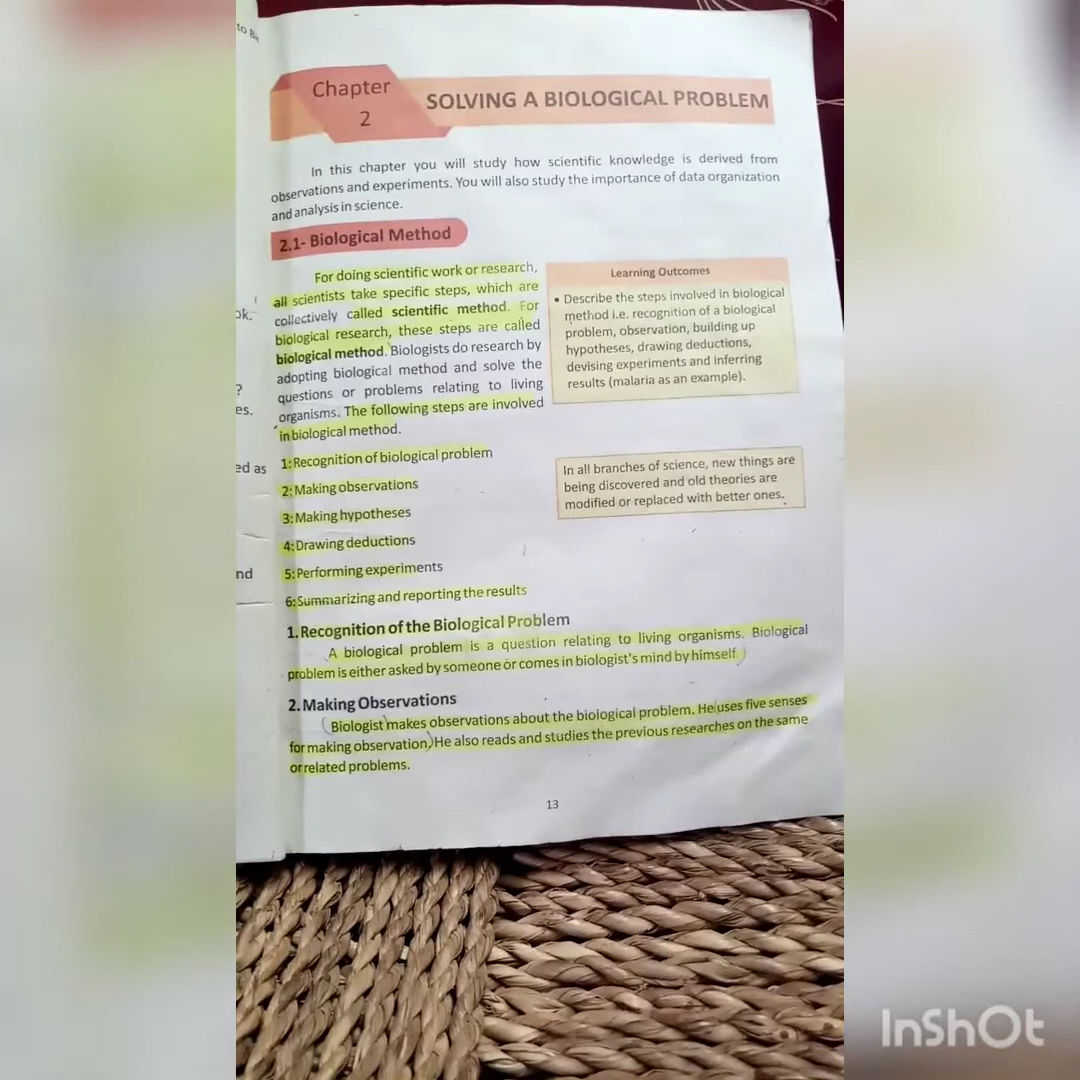 to Be
Chapter
2
SOLVING A BIOLOGICAL PROBLEM
In this chapter you will study how scientific knowledge is derived from
observations and experiments. You will also study the importance of data organization
and analysis in science.
2.1- Biological Method
For doing scientific work or research,
all scientists take specific steps, which are
collectively called scientific method. For
biological research, these steps are called
biological method. Biologists do research by
adopting biological method and solve the
questions or problems relating to living
organisms. The following steps are involved
in biological method.
Learning Outcomes
• Describe the steps involved in biological
method i.e. recognition of a biological
problem, observation, building up
hypotheses, drawing deductions,
devising experiments and inferring
results (malaria as an example).
1: Recognition of biological problem
2: Making observations
3: Making hypotheses
4: Drawing deductions
5: Performing experiments
6: Summarizing and reporting the results
In all branches of science, new things are
being discovered and old theories are
modified or replaced with better ones.
1. Recognition of the Biological Problem
A biological problem is a question relating to living organisms. Biological
problem is either asked by someone or comes in biologist's mind by himself.
2. Making Observations
Biologist makes observations about the biological problem. He uses five senses
for making observation. He also reads and studies the previous researches on the same
or related problems.
13
ok.
?
es.
ed as
nd
InShOt